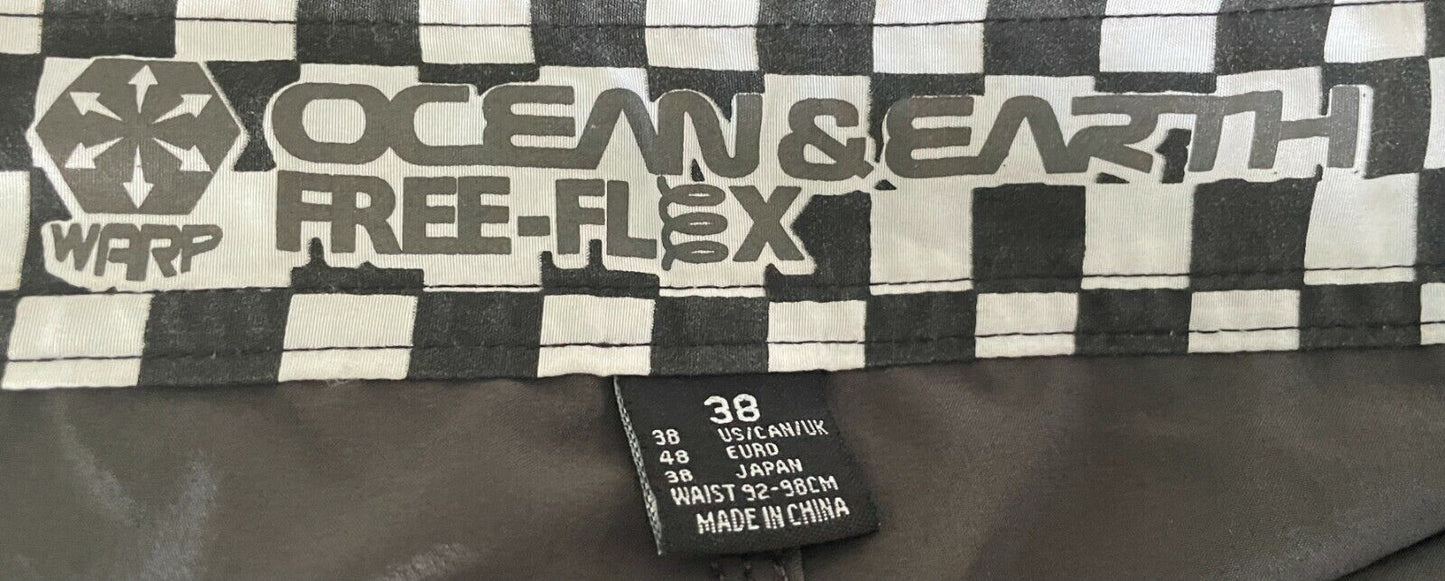 OCEAN & EARTH
FREE-FLEX
WARP
38
38 US/CAN/UK
48 EURO
38 JAPAN
WAIST 92-98CM
MADE IN CHINA